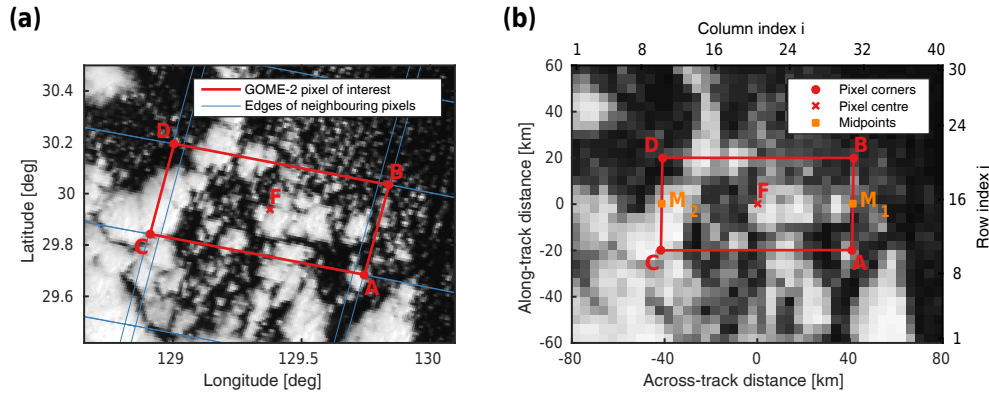 (a)
30.4
30.2
30
29.8
29.6
Latitude [deg]
129
129.5
130
Longitude [deg]
GOME-2 pixel of interest
Edges of neighbouring pixels
D
B
F
C
A
(b)
Column index i
1
8
16
24
32
40
60
40
20
0
-20
-40
-60
Along-track distance [km]
Pixel corners
Pixel centre
Midpoints
D
B
F
M2
M1
C
A
30
24
16
8
1
Row index i
-80
-40
0
40
80
Across-track distance [km]